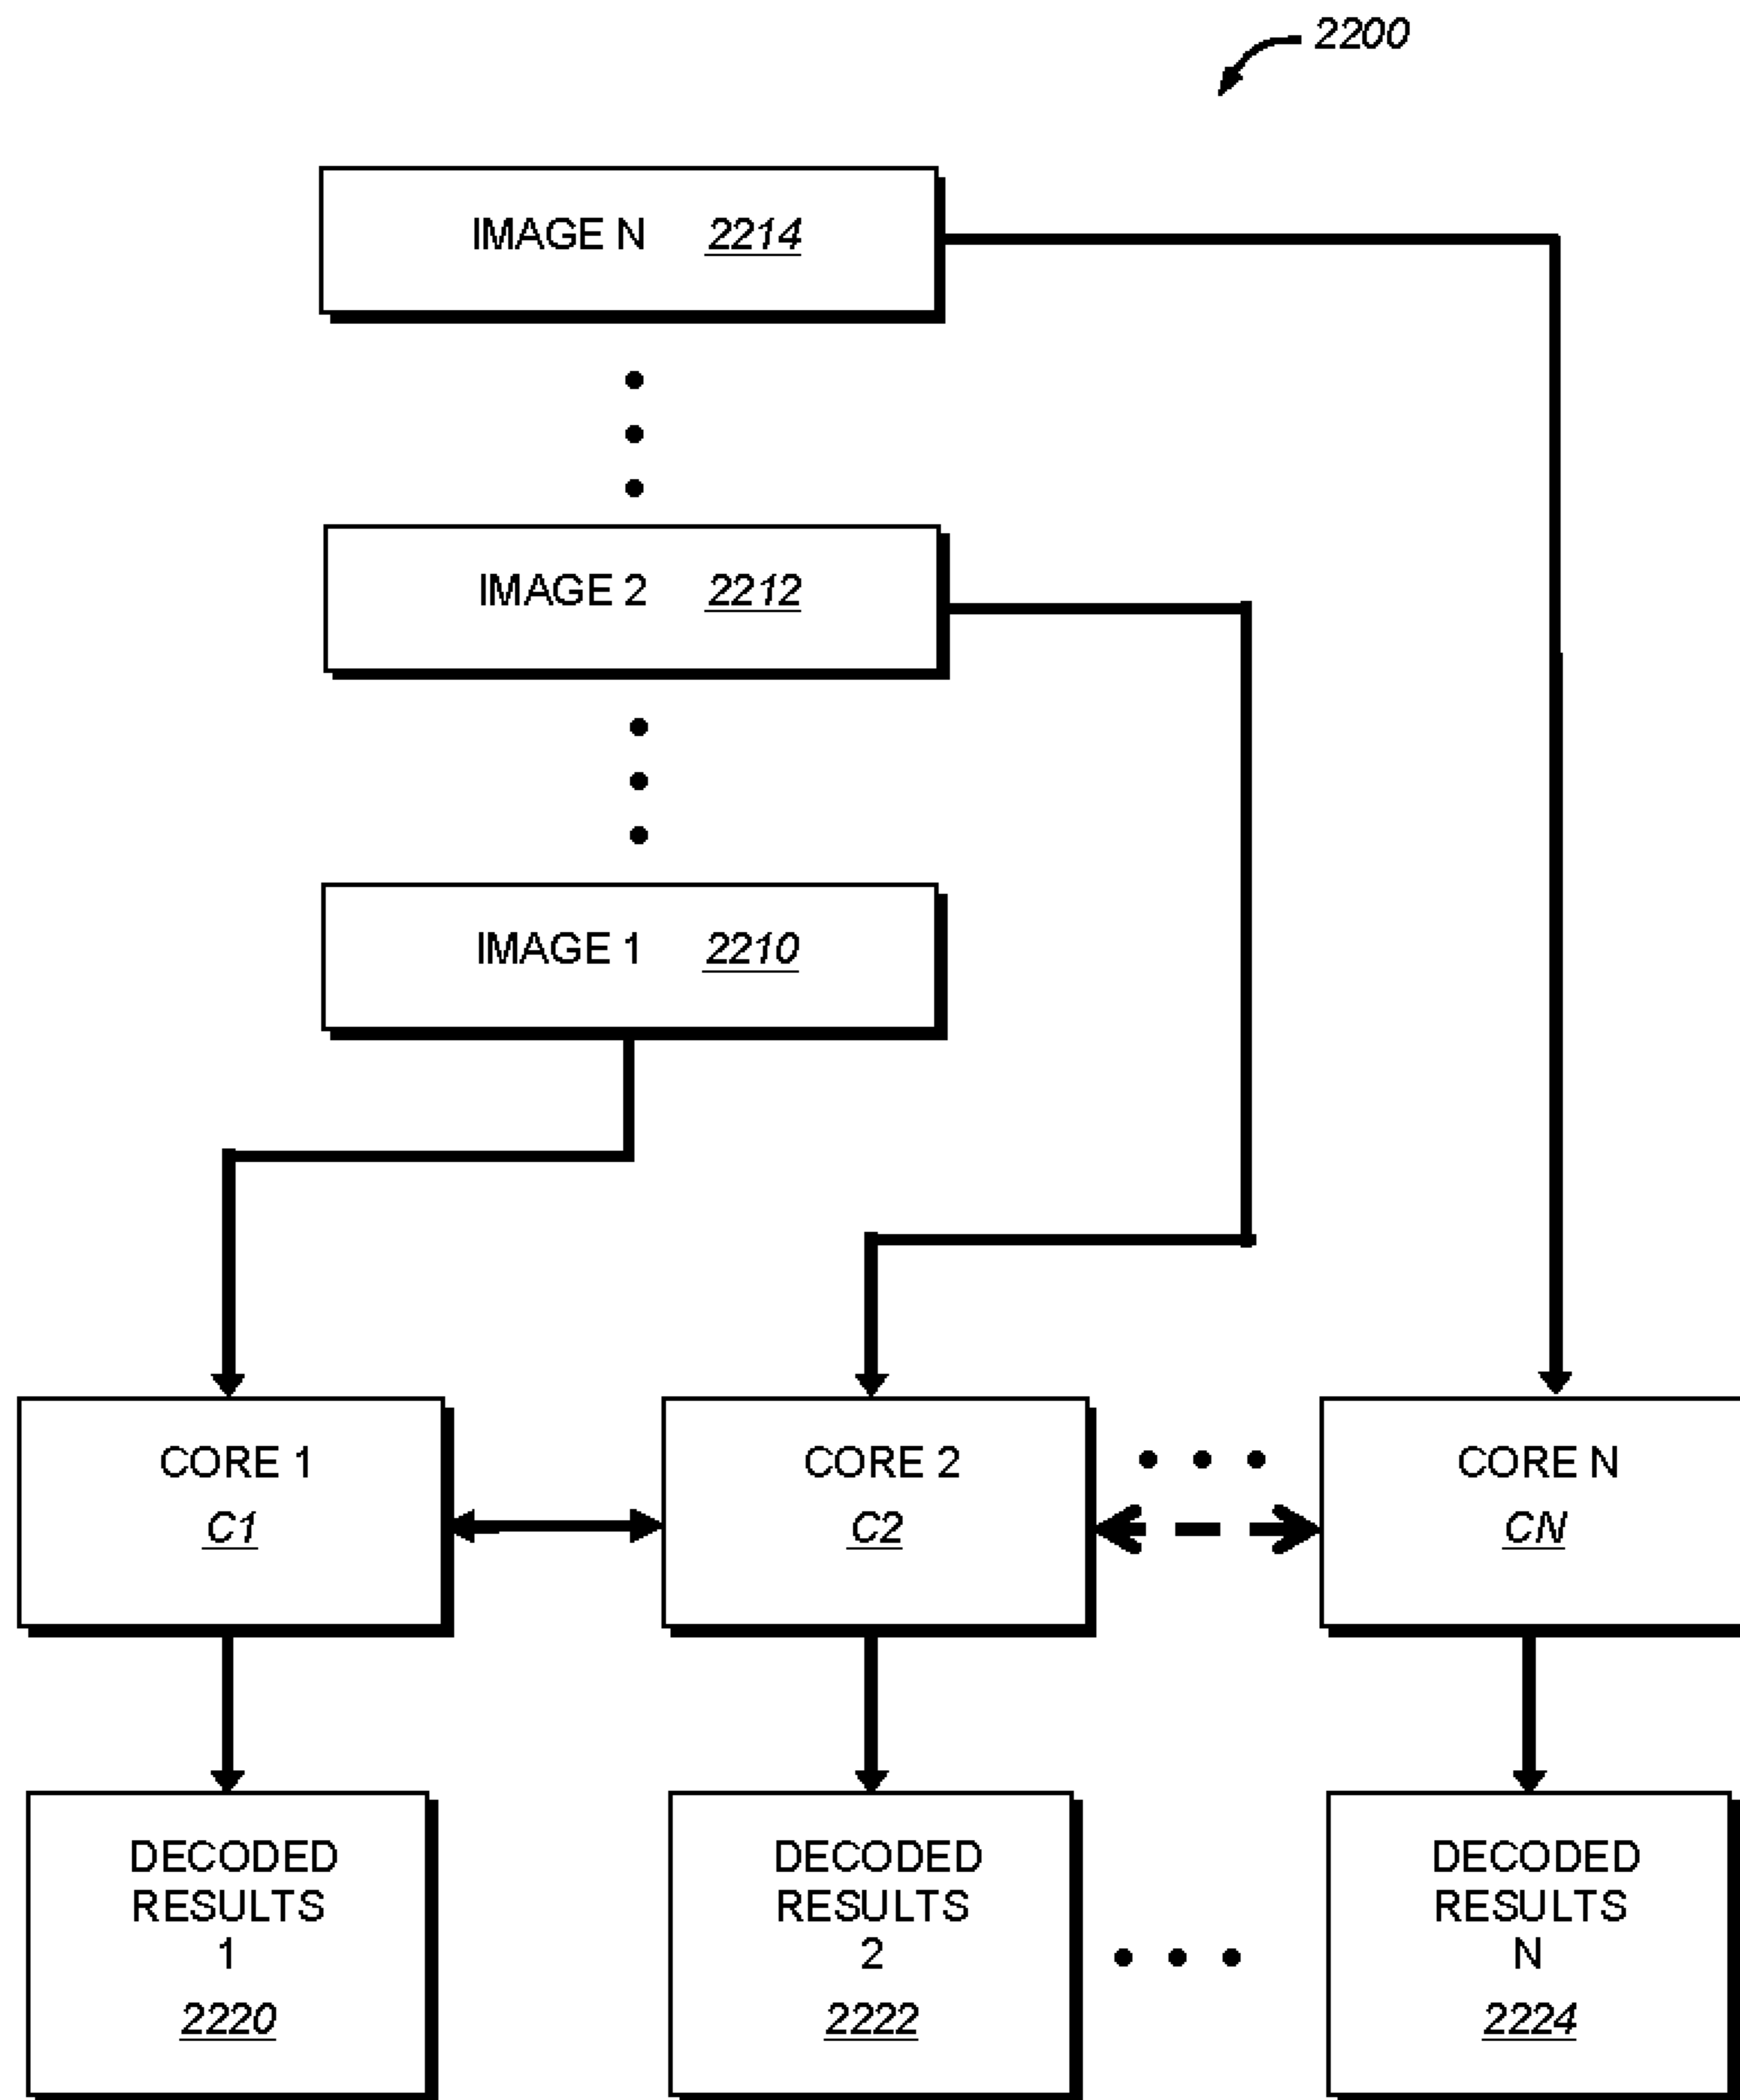 2200
IMAGE N 2214
IMAGE 2 2212
IMAGE 1 2210
CORE 1
C1
CORE 2
C2
CORE N
CN
DECODED
RESULTS
1
2220
DECODED
RESULTS
2
2222
DECODED
RESULTS
N
2224